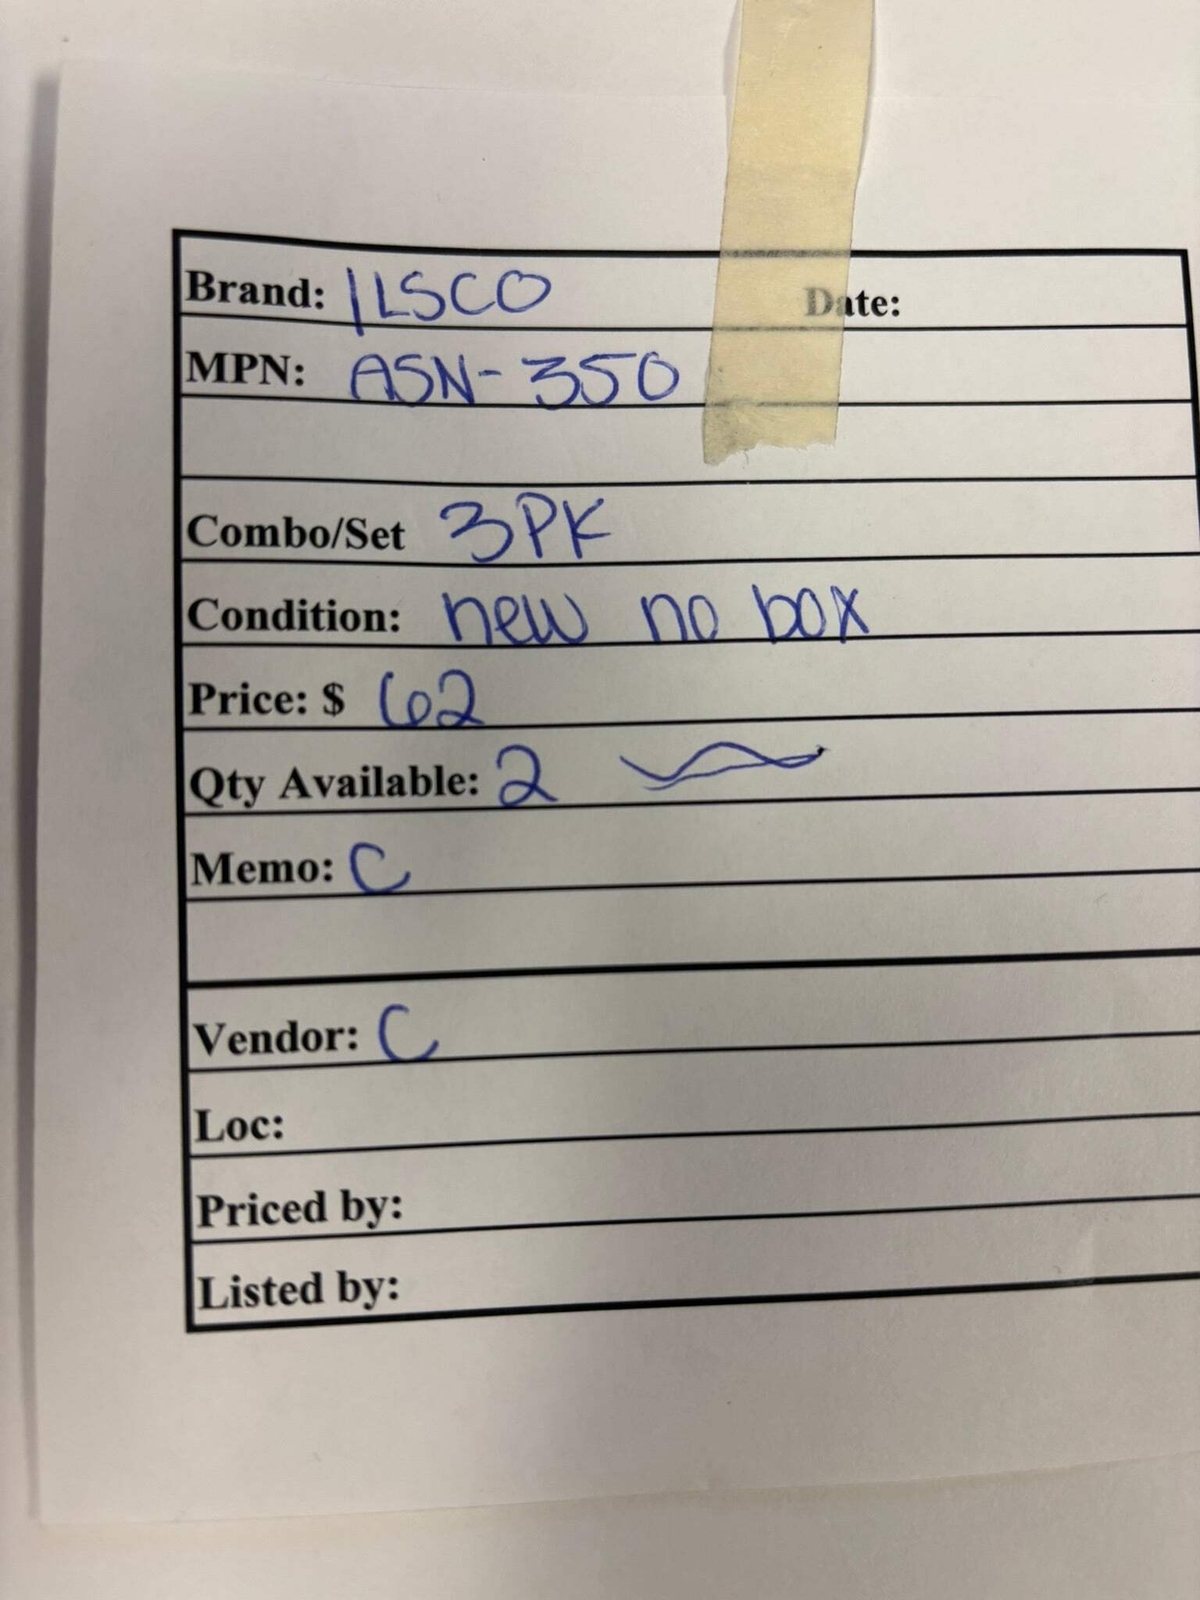 Brand: ILSCO Date:
MPN: ASN-350
Combo/Set 3PK
Condition: new no box
Price: $ 62
Qty Available: 2
Memo: C
Vendor: C
Loc:
Priced by:
Listed by: